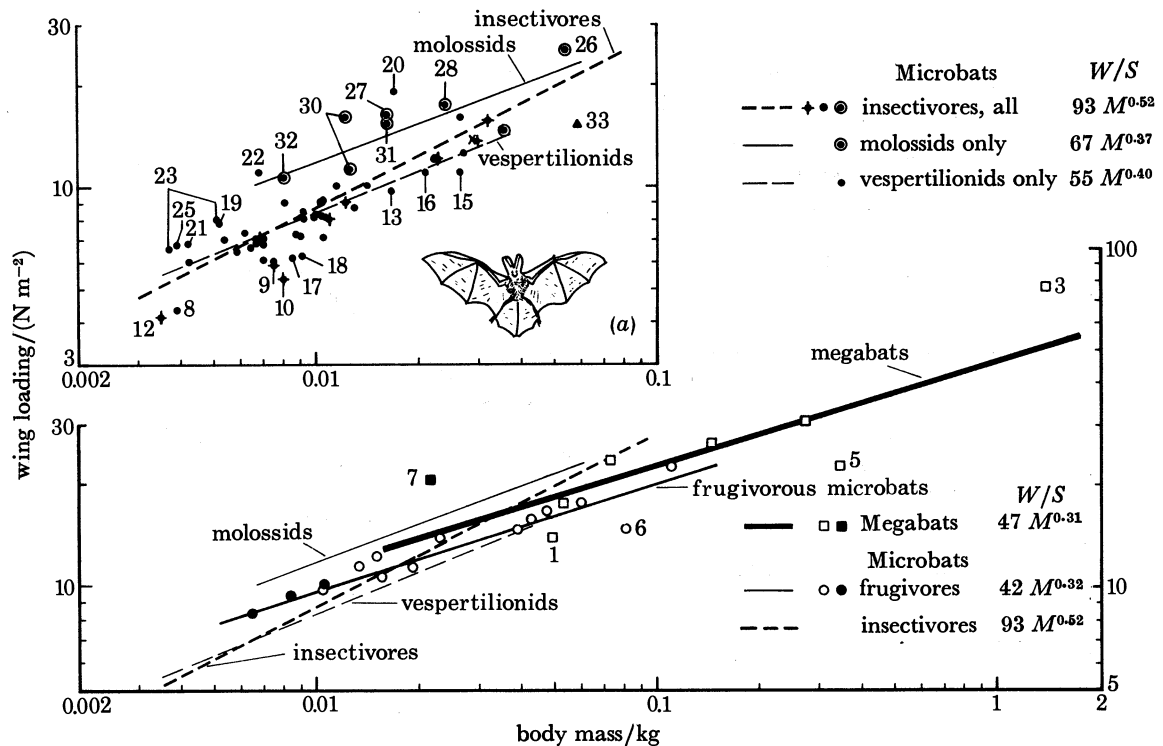 30
insectivores
molossids
26
20
28
27
30
33
31
32
22
vespertilionids
10
23
19
25
21
13
16
15
18
9
17
10
8
12
(a)
3
0.002
0.01
0.1
Microbats W/S
insectivores, all 93 M^0.52
molossids only 67 M^0.37
vespertilionids only 55 M^0.40
wing loading/(N m⁻²)
100
3
megabats
30
7
5
frugivorous microbats
molossids
6
1
W/S
Megabats 47 M^0.31
Microbats
frugivores 42 M^0.32
insectivores 93 M^0.52
10
10
vespertilionids
insectivores
5
0.002
0.01
0.1
1
2
body mass/kg